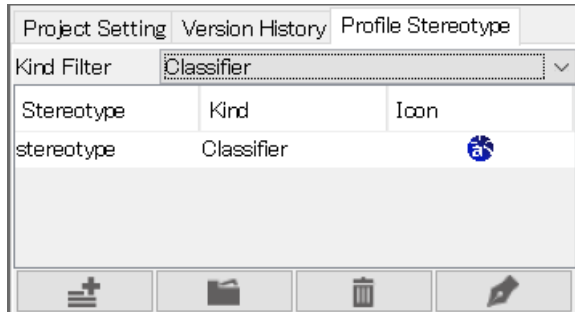 Project Setting Version History Profile Stereotype
Kind Filter Classifier
Stereotype Kind Icon
stereotype Classifier a